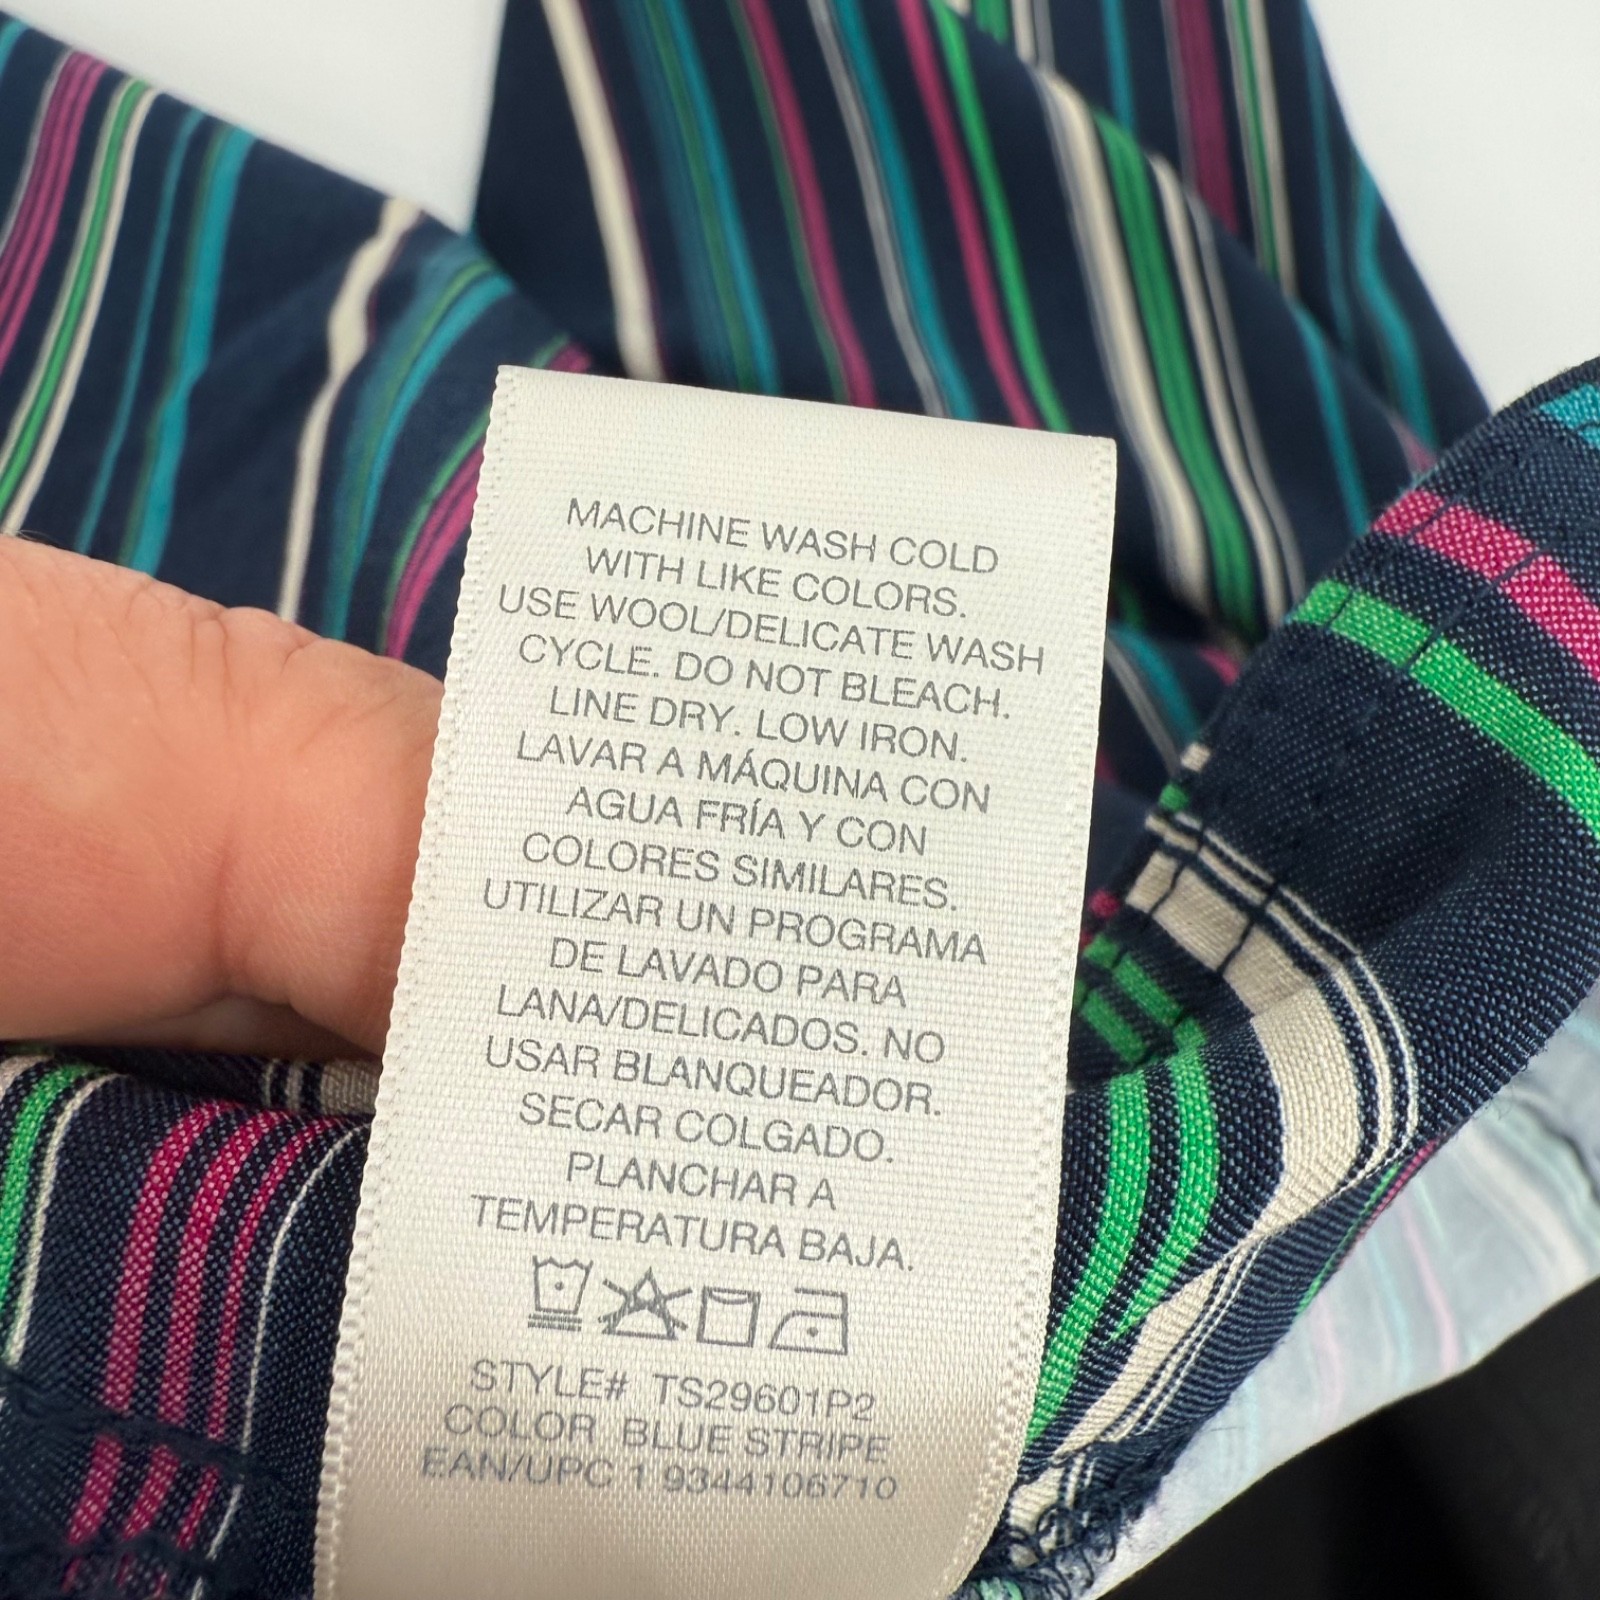 MACHINE WASH COLD
WITH LIKE COLORS.
USE WOOL/DELICATE WASH
CYCLE. DO NOT BLEACH.
LINE DRY. LOW IRON.
LAVAR A MÁQUINA CON
AGUA FRÍA Y CON
COLORES SIMILARES.
UTILIZAR UN PROGRAMA
DE LAVADO PARA
LANA/DELICADOS. NO
USAR BLANQUEADOR.
SECAR COLGADO.
PLANCHAR A
TEMPERATURA BAJA.
STYLE# TS29601P2
COLOR BLUE STRIPE
EAN/UPC 1 9344106710